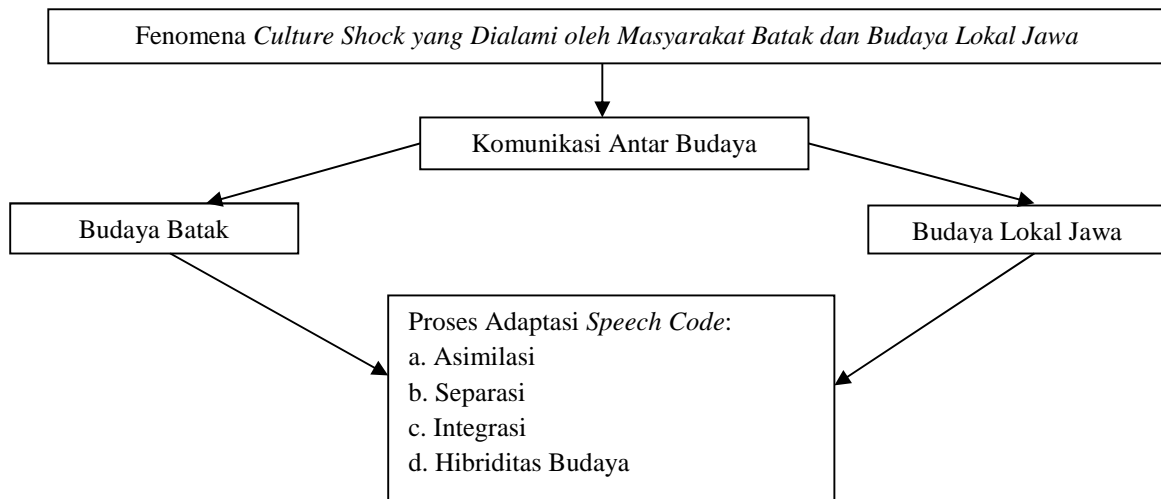 Fenomena Culture Shock yang Dialami oleh Masyarakat Batak dan Budaya Lokal Jawa
Komunikasi Antar Budaya
Budaya Batak
Budaya Lokal Jawa
Proses Adaptasi Speech Code:
a. Asimilasi
b. Separasi
c. Integrasi
d. Hibriditas Budaya